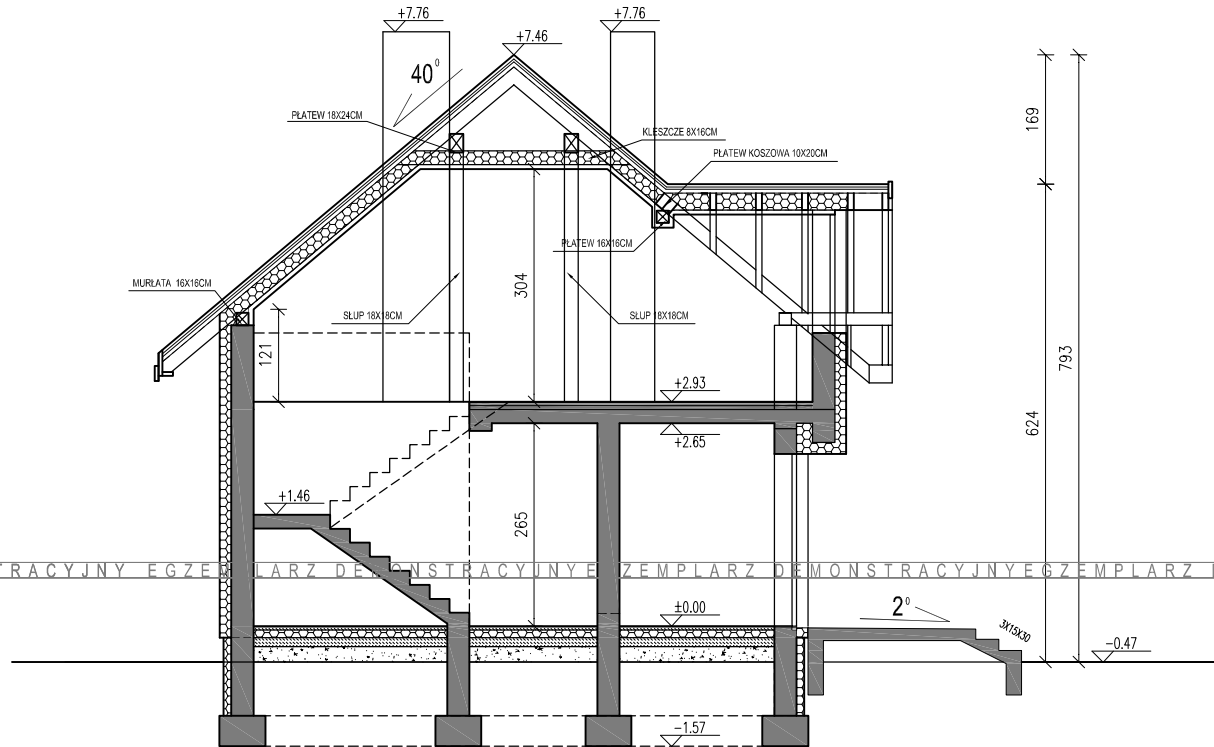 +7.76
+7.76
+7.46
40°
PŁATEW 18X24CM
KLESZCZE 8X16CM
PŁATEW KOSZOWA 10X20CM
169
PŁATEW 16X16CM
MURŁATA 16X16CM
304
SŁUP 18X18CM
SŁUP 18X18CM
121
793
+2.93
624
+2.65
+1.46
265
TRACYJNY EGZEMPLARZ DEMONSTRACYJNY EGZEMPLARZ DEMONSTRACYJNY EGZEMPLARZ
±0.00
2°
3X15X30
-0.47
-1.57